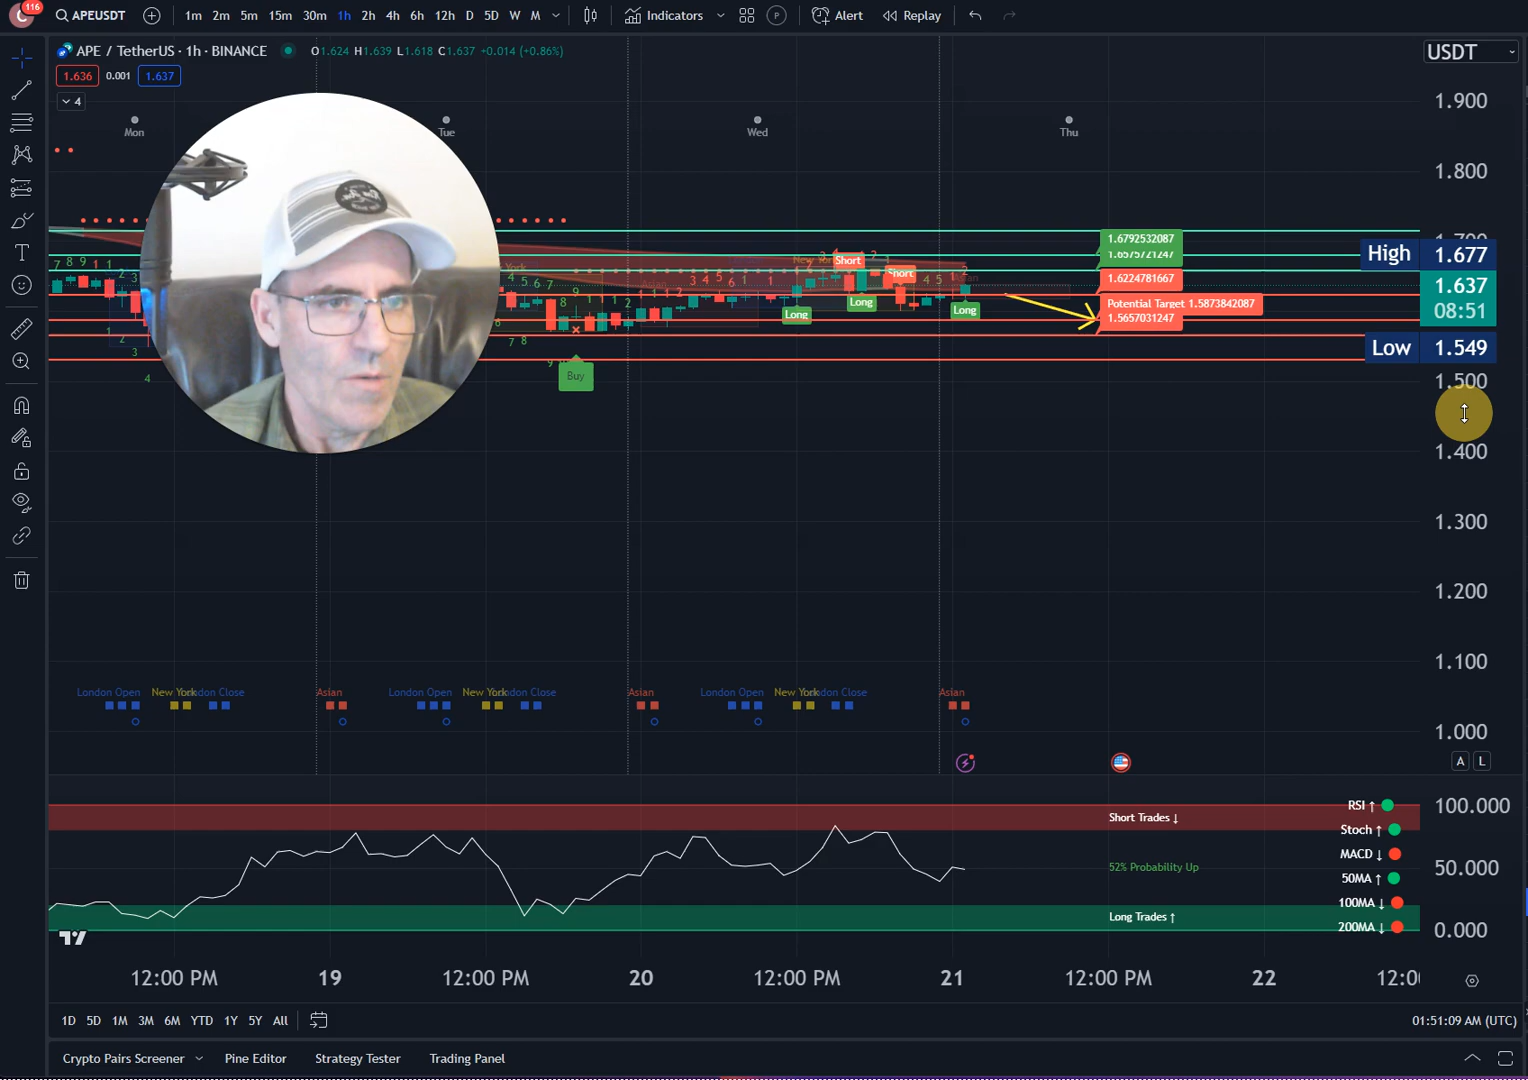 C 116 APEUSDT 1m 2m 5m 15m 30m 1h 2h 4h 6h 12h D 5D W M Indicators P Alert Replay
APE / TetherUS · 1h · BINANCE O1.624 H1.639 L1.618 C1.637 +0.014 (+0.86%) USDT
1.636 0.001 1.637
4
1.900
Mon Tue Wed Thu
1.800
1.6792532087
1.6575721247
High 1.677
Short
Short
1.6224781667
1.637
08:51
Potential Target 1.5873842087
1.5657031247
Long
Long
Long
Low 1.549
Buy
1.500
1.400
1.300
1.200
1.100
London Open New York London Close Asian London Open New York London Close Asian London Open New York London Close Asian
1.000
A L
RSI ↑ 100.000
Short Trades ↓
Stoch ↑
MACD ↓
52% Probability Up 50.000
50MA ↑
100MA ↓
Long Trades ↑
200MA ↓ 0.000
12:00 PM 19 12:00 PM 20 12:00 PM 21 12:00 PM 22 12:00
1D 5D 1M 3M 6M YTD 1Y 5Y All 01:51:09 AM (UTC)
Crypto Pairs Screener Pine Editor Strategy Tester Trading Panel